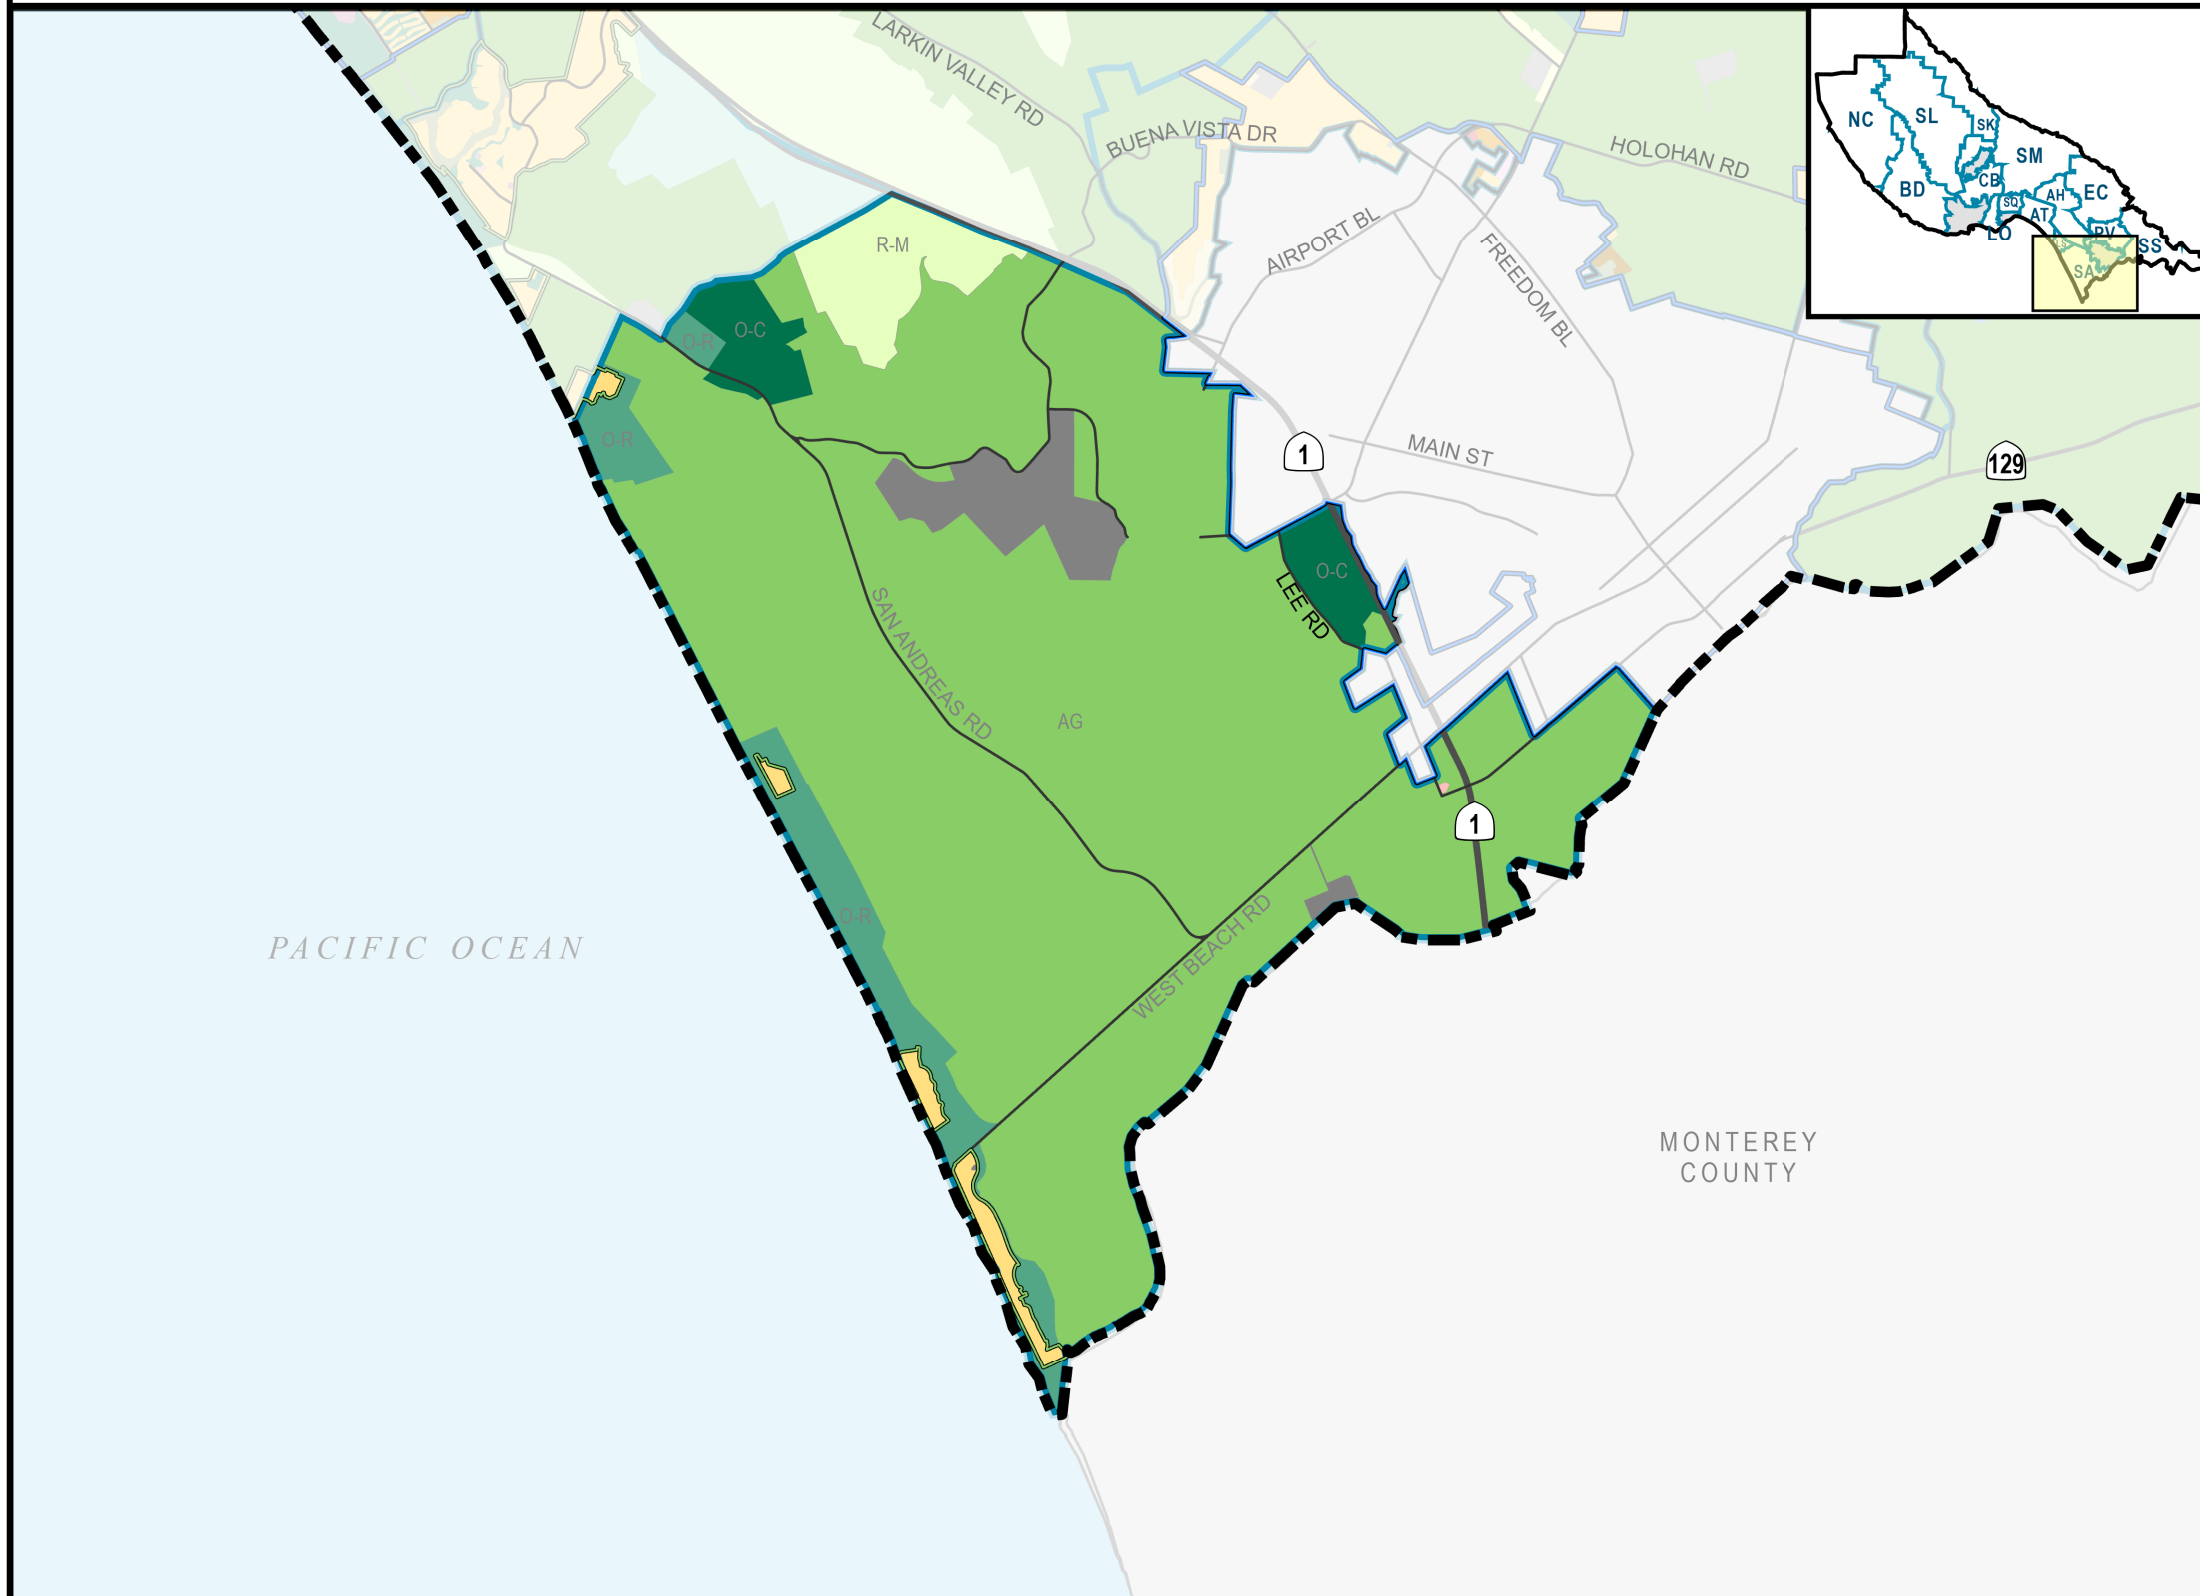 LARKIN VALLEY RD
BUENA VISTA DR
HOLOHAN RD
AIRPORT BL
FREEDOM BL
MAIN ST
1
129
R-M
O-C
O-R
O-R
O-C
LEE RD
SAN ANDREAS RD
AG
1
O-R
WEST BEACH RD
PACIFIC OCEAN
MONTEREY
COUNTY
NC
SL
SK
SM
CB
BD
SQ
AH
EC
AT
LO
PV
SS
SA